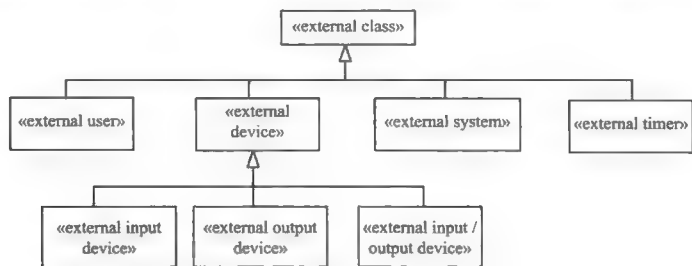 «external class»
«external user»
«external
device»
«external system»
«external timer»
«external input
device»
«external output
device»
«external input /
output device»